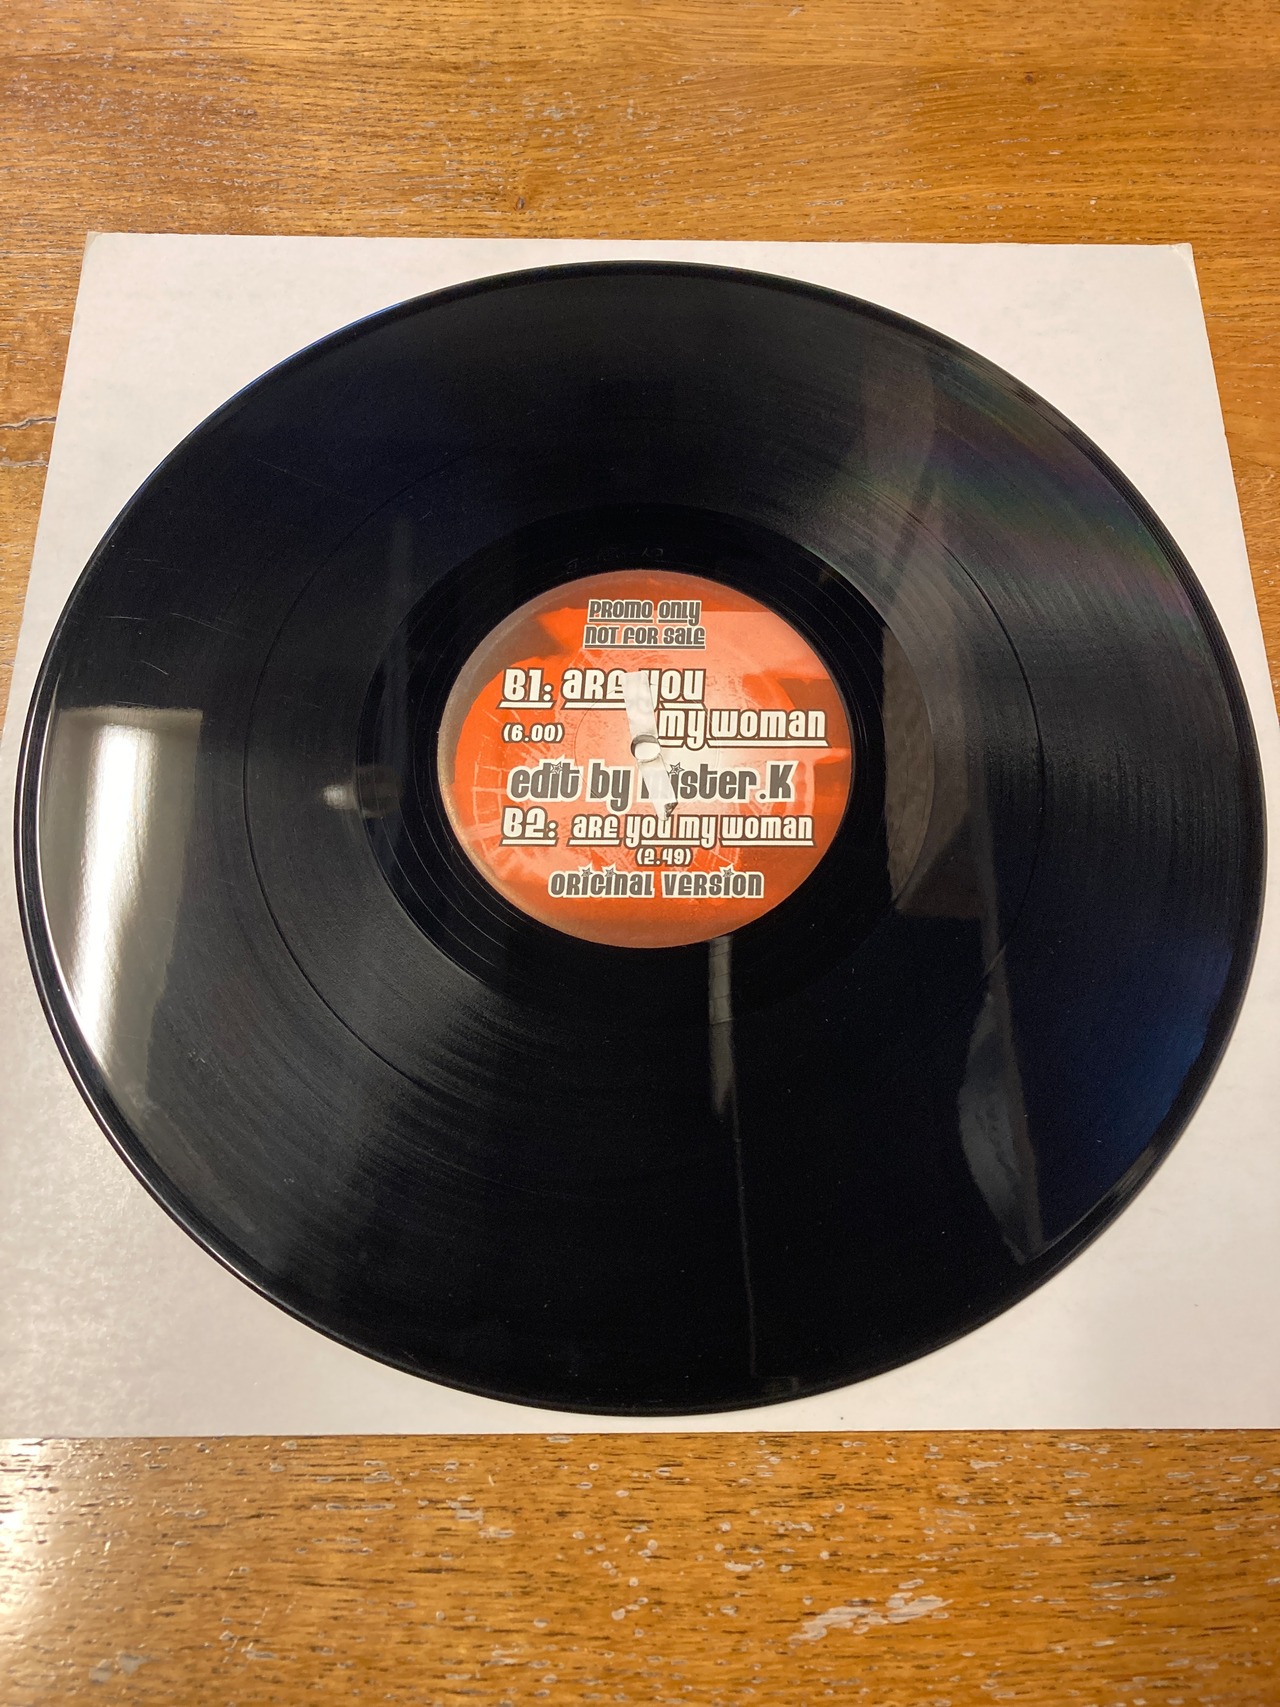 PROMO ONLY
NOT FOR SALE
B1: ARE YOU
my woman
(6.00)
edit by mister.K
B2: ARE you my woman
(2.49)
ORIGINAL VERSION